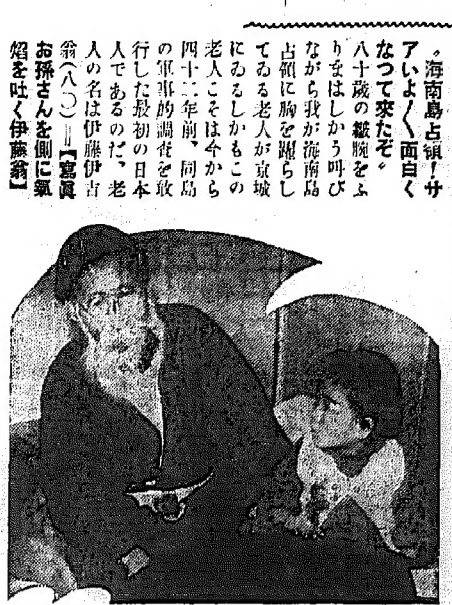 〝海南島占領！サ
アいよ〳〵面白く
なつて來たぞ〟
八十歳の皺腕をふ
りまはしかう叫び
ながら我が海南島
占領に胸を躍らし
てゐる老人が京城
にゐるしかもこの
老人こそは今から
四十二年前、同島
の軍事的調査を敢
行した最初の日本
人であるのだ、老
人の名は伊藤伊吉
翁（八〇）＝【寫眞
お孫さんを側に氣
焰を吐く伊藤翁】